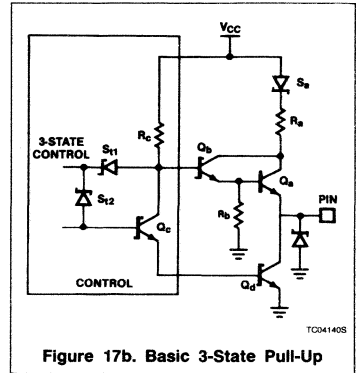 VCC
Sa
Ra
Rc
3-STATE
CONTROL
St1
Qb
Qa
St2
Rb
PIN
Qc
Qd
CONTROL
TC04140S
Figure 17b. Basic 3-State Pull-Up